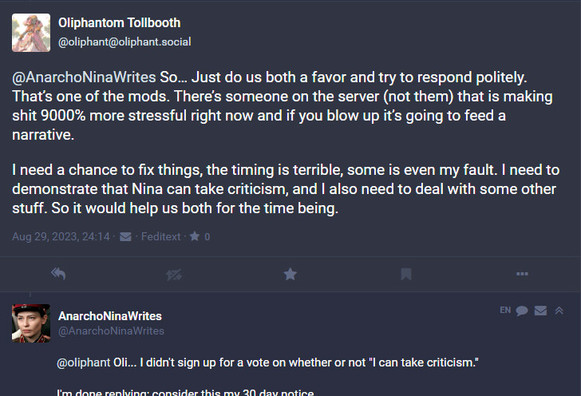 Oliphantom Tollbooth
@oliphant@oliphant.social
@AnarchoNinaWrites So... Just do us both a favor and try to respond politely.
That's one of the mods. There's someone on the server (not them) that is making
shit 9000% more stressful right now and if you blow up it's going to feed a
narrative.
I need a chance to fix things, the timing is terrible, some is even my fault. I need to
demonstrate that Nina can take criticism, and I also need to deal with some other
stuff. So it would help us both for the time being.
Aug 29, 2023, 24:14 · Feditext · 0
AnarchoNinaWrites
EN
@AnarchoNinaWrites
@oliphant Oli... I didn't sign up for a vote on whether or not "I can take criticism."
I'm done replying; consider this my 30 day notice